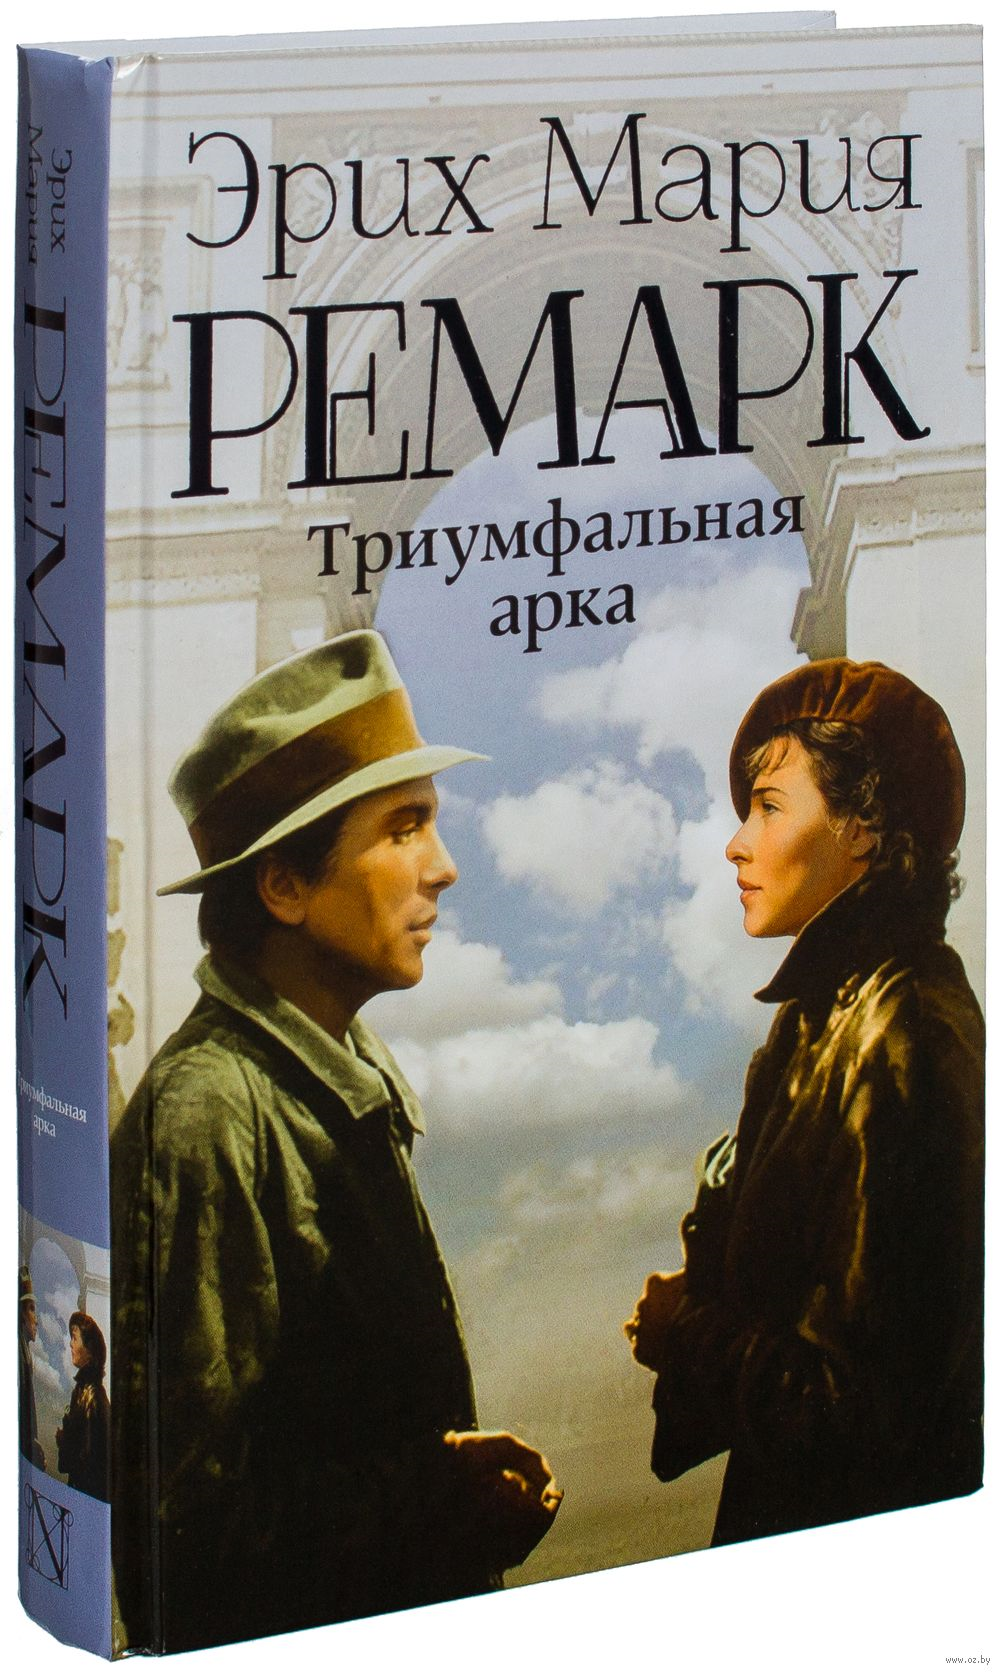 Эрих Мария
РЕМАРК
Триумфальная
арка
Эрих
Мария
РЕМАРК
Триумфальная
арка
www.oz.by